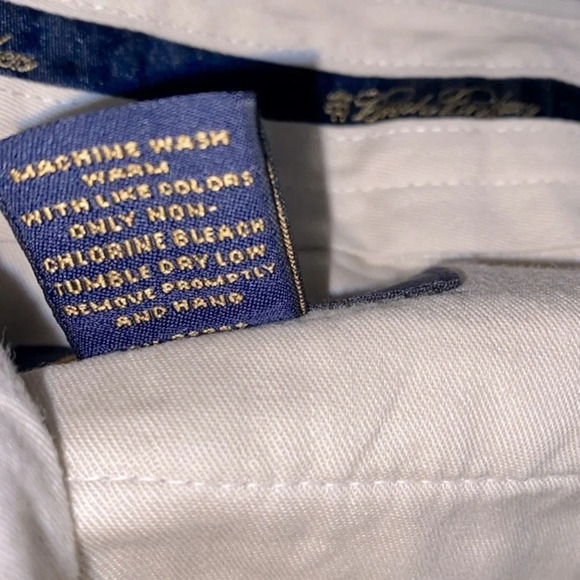 MACHINE WASH
WARM
WITH LIKE COLORS
ONLY NON-
CHLORINE BLEACH
TUMBLE DRY LOW
REMOVE PROMPTLY
AND HANG